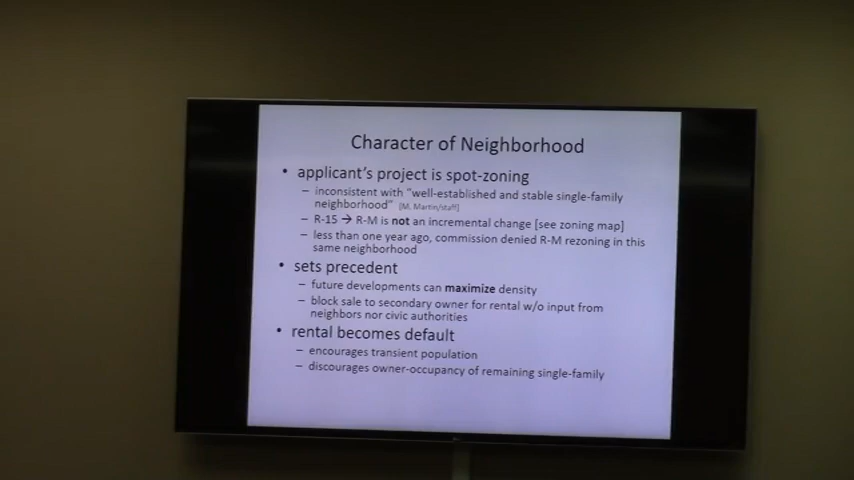 Character of Neighborhood
• applicant's project is spot-zoning
– inconsistent with "well-established and stable single-family
neighborhood" [M. Martin/staff]
– R-15 → R-M is not an incremental change [see zoning map]
– less than one year ago, commission denied R-M rezoning in this
same neighborhood
• sets precedent
– future developments can maximize density
– block sale to secondary owner for rental w/o input from
neighbors nor civic authorities
• rental becomes default
– encourages transient population
– discourages owner-occupancy of remaining single-family